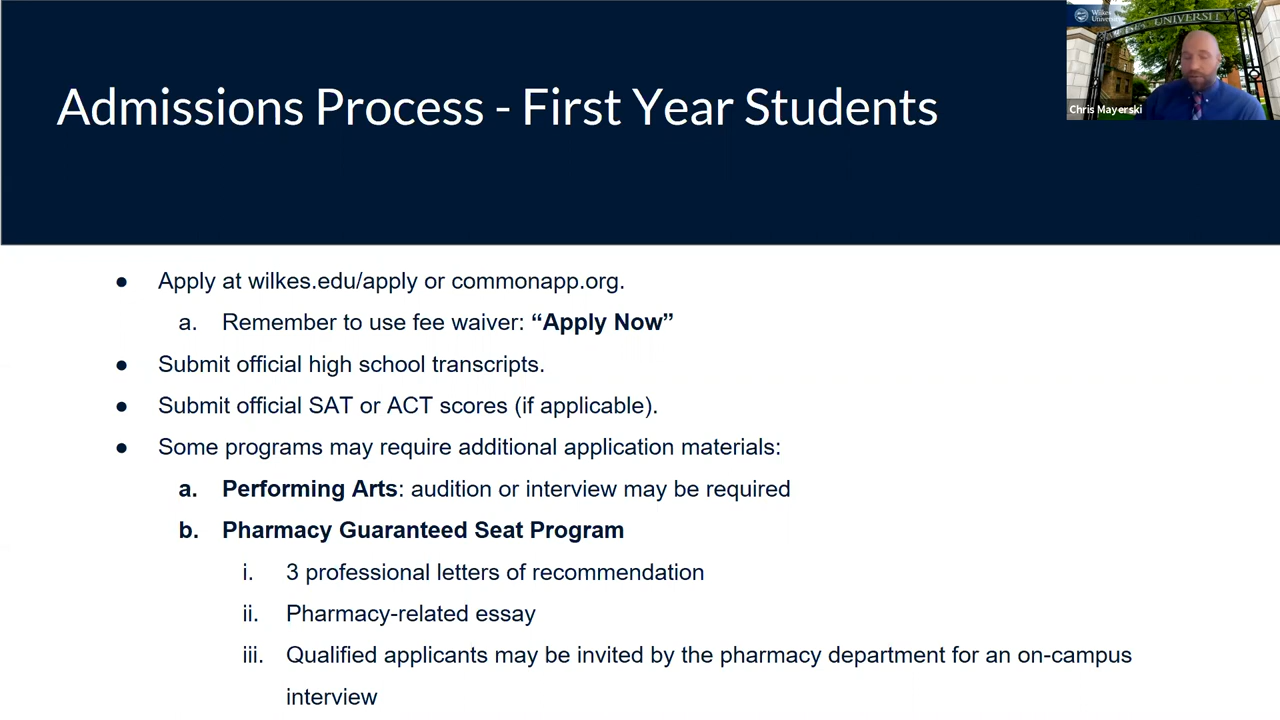 Admissions Process - First Year Students
Wilkes
University
UNIVERSITY
Chris Mayerski
● Apply at wilkes.edu/apply or commonapp.org.
a. Remember to use fee waiver: “Apply Now”
● Submit official high school transcripts.
● Submit official SAT or ACT scores (if applicable).
● Some programs may require additional application materials:
a. Performing Arts: audition or interview may be required
b. Pharmacy Guaranteed Seat Program
i. 3 professional letters of recommendation
ii. Pharmacy-related essay
iii. Qualified applicants may be invited by the pharmacy department for an on-campus
interview